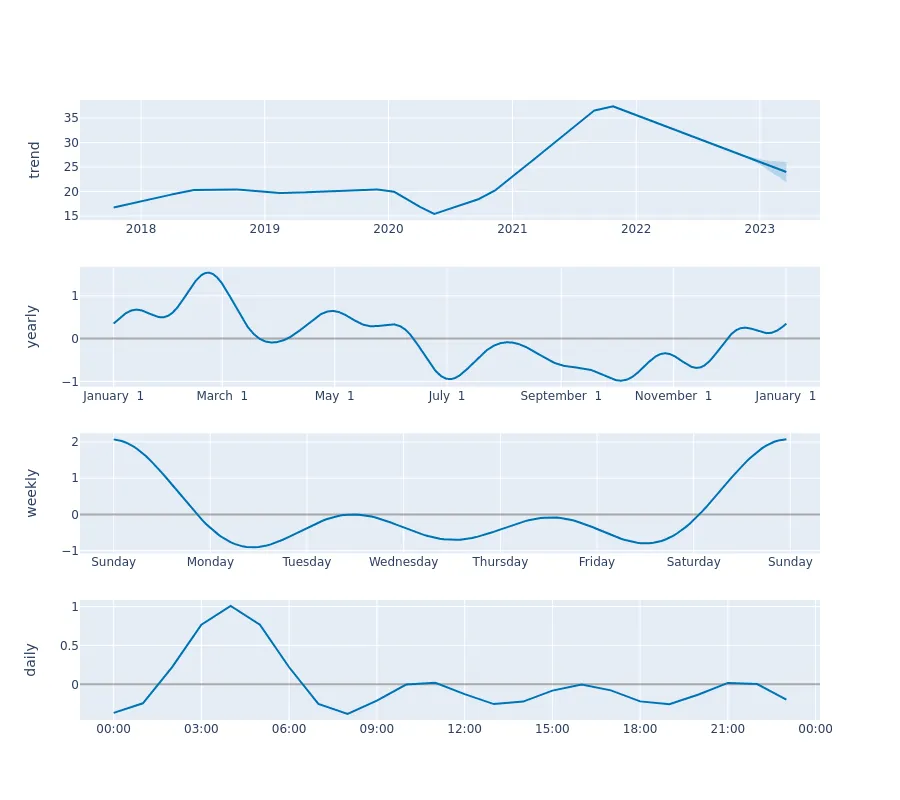 trend
35
30
25
20
15
2018 2019 2020 2021 2022 2023
yearly
1
0
−1
January 1 March 1 May 1 July 1 September 1 November 1 January 1
weekly
2
1
0
−1
Sunday Monday Tuesday Wednesday Thursday Friday Saturday Sunday
daily
1
0.5
0
00:00 03:00 06:00 09:00 12:00 15:00 18:00 21:00 00:00